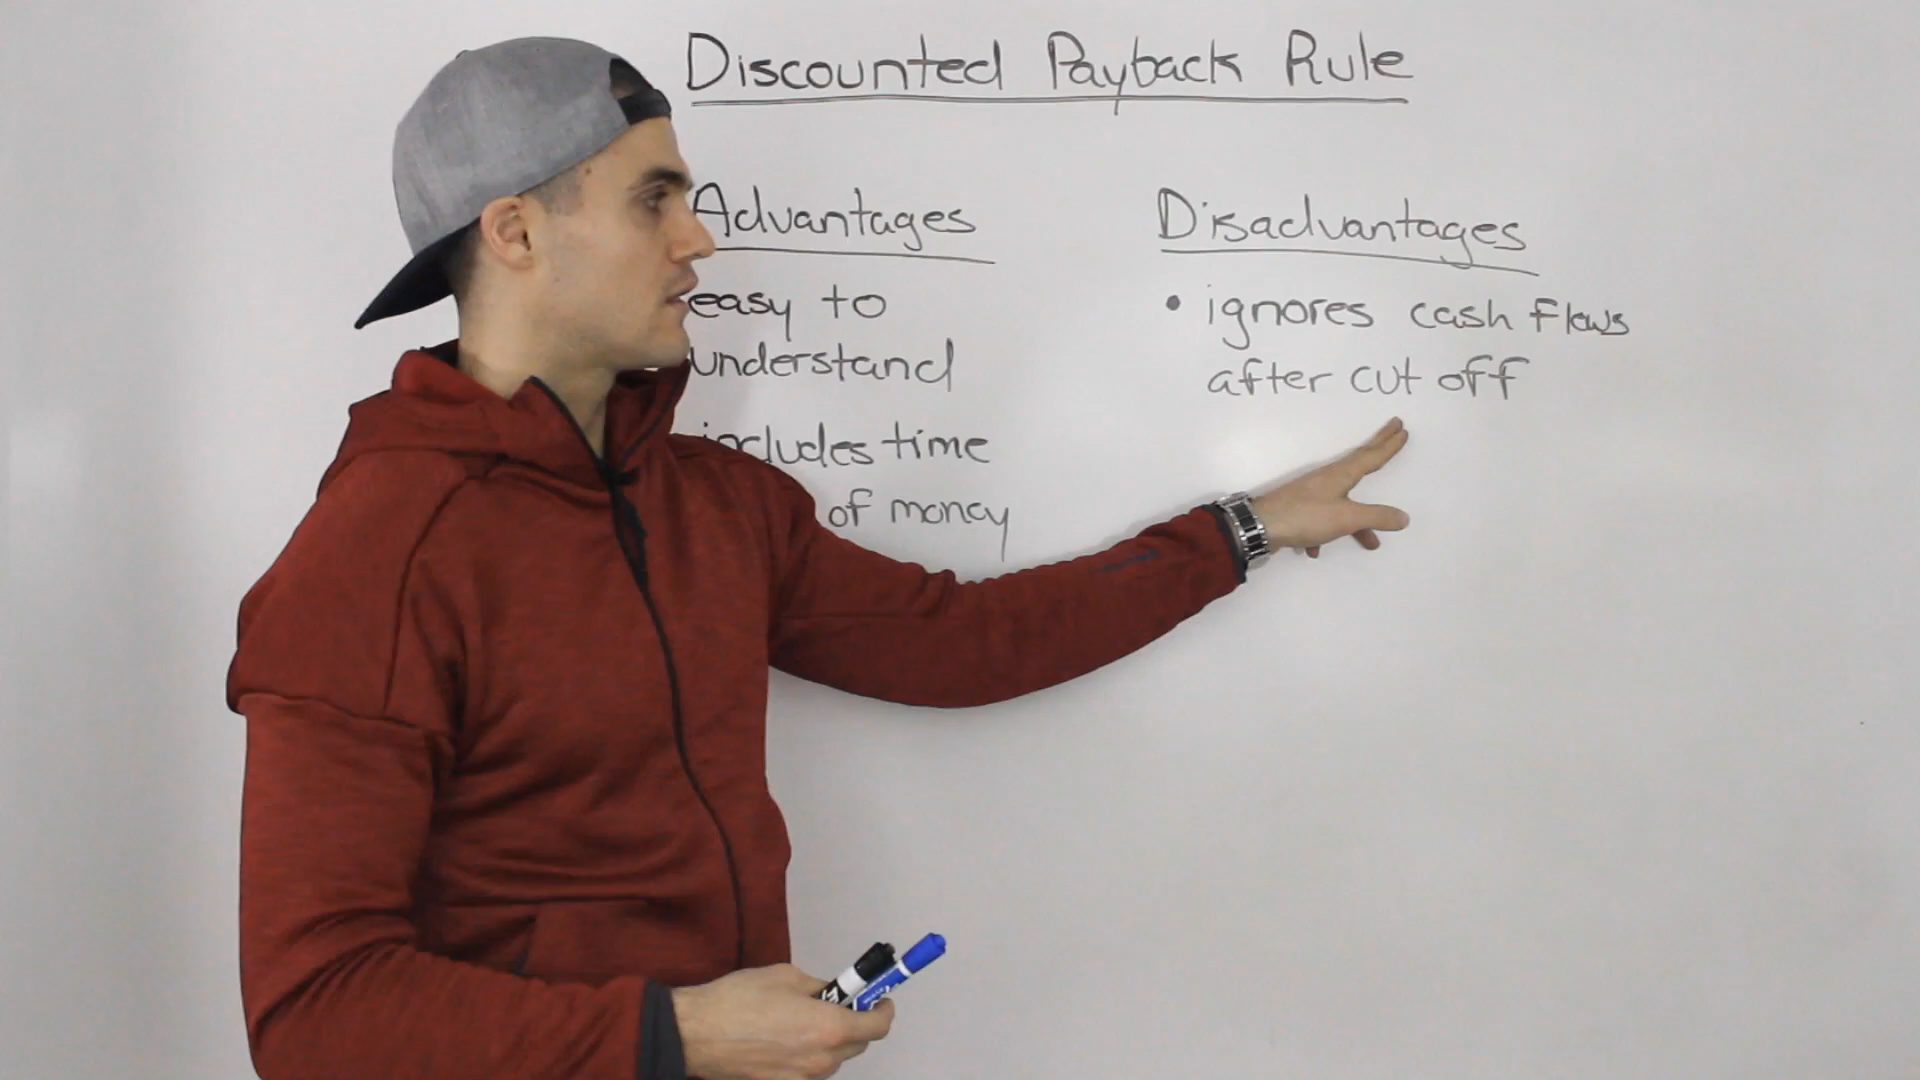 Discounted Payback Rule
Advantages
easy to
understand
includes time
of money
Disadvantages
• ignores cash flows
after cut off